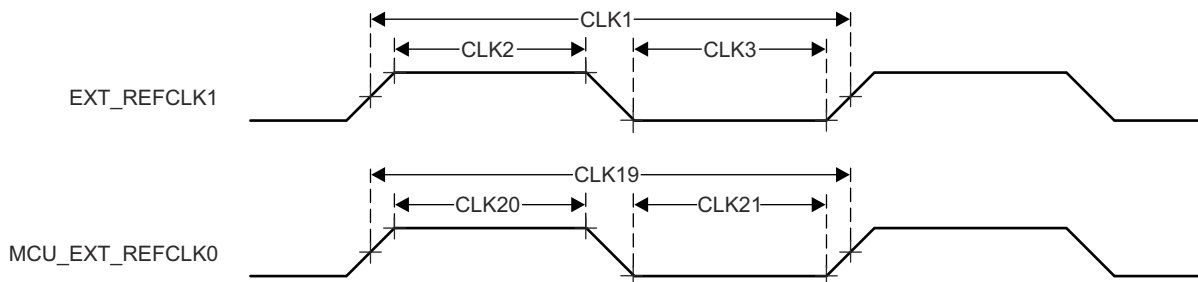 CLK1
CLK2 CLK3
EXT_REFCLK1
CLK19
CLK20 CLK21
MCU_EXT_REFCLK0